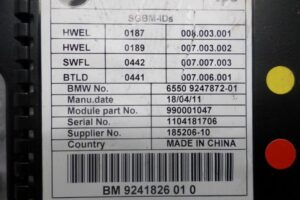 SGBM-IDs
HWEL 0187 008.003.001
HWEL 0189 007.003.002
SWFL 0442 007.007.003
BTLD 0441 007.006.001
BMW No. 6550 9247872-01
Manu.date 18/04/11
Module part No. 990001047
Serial No. 1104181706
Supplier No. 185206-10
Country MADE IN CHINA
BM 9241826 01 0